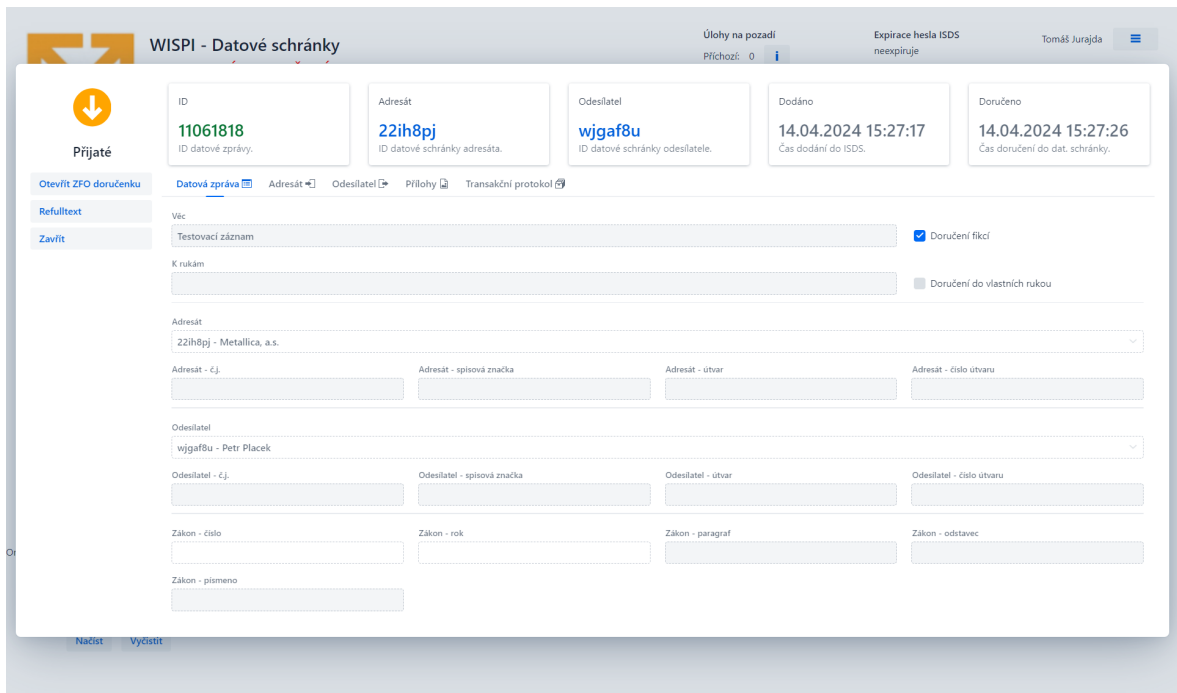 WISPI - Datové schránky
Úlohy na pozadí
Příchozí: 0
Expirace hesla ISDS
neexpiruje
Tomáš Jurajda
Přijaté
Otevřít ZFO doručenku
Refulltext
Zavřít
ID
11061818
ID datové zprávy.
Adresát
22ih8pj
ID datové schránky adresáta.
Odesílatel
wjgaf8u
ID datové schránky odesílatele.
Dodáno
14.04.2024 15:27:17
Čas dodání do ISDS.
Doručeno
14.04.2024 15:27:26
Čas doručení do dat. schránky.
Datová zpráva Adresát Odesílatel Přílohy Transakční protokol
Věc
Testovací záznam
Doručení fikcí
K rukám
Doručení do vlastních rukou
Adresát
22ih8pj - Metallica, a.s.
Adresát - č.j. Adresát - spisová značka Adresát - útvar Adresát - číslo útvaru
Odesílatel
wjgaf8u - Petr Placek
Odesílatel - č.j. Odesílatel - spisová značka Odesílatel - útvar Odesílatel - číslo útvaru
Zákon - číslo Zákon - rok Zákon - paragraf Zákon - odstavec
Zákon - písmeno
Načíst Vyčistit